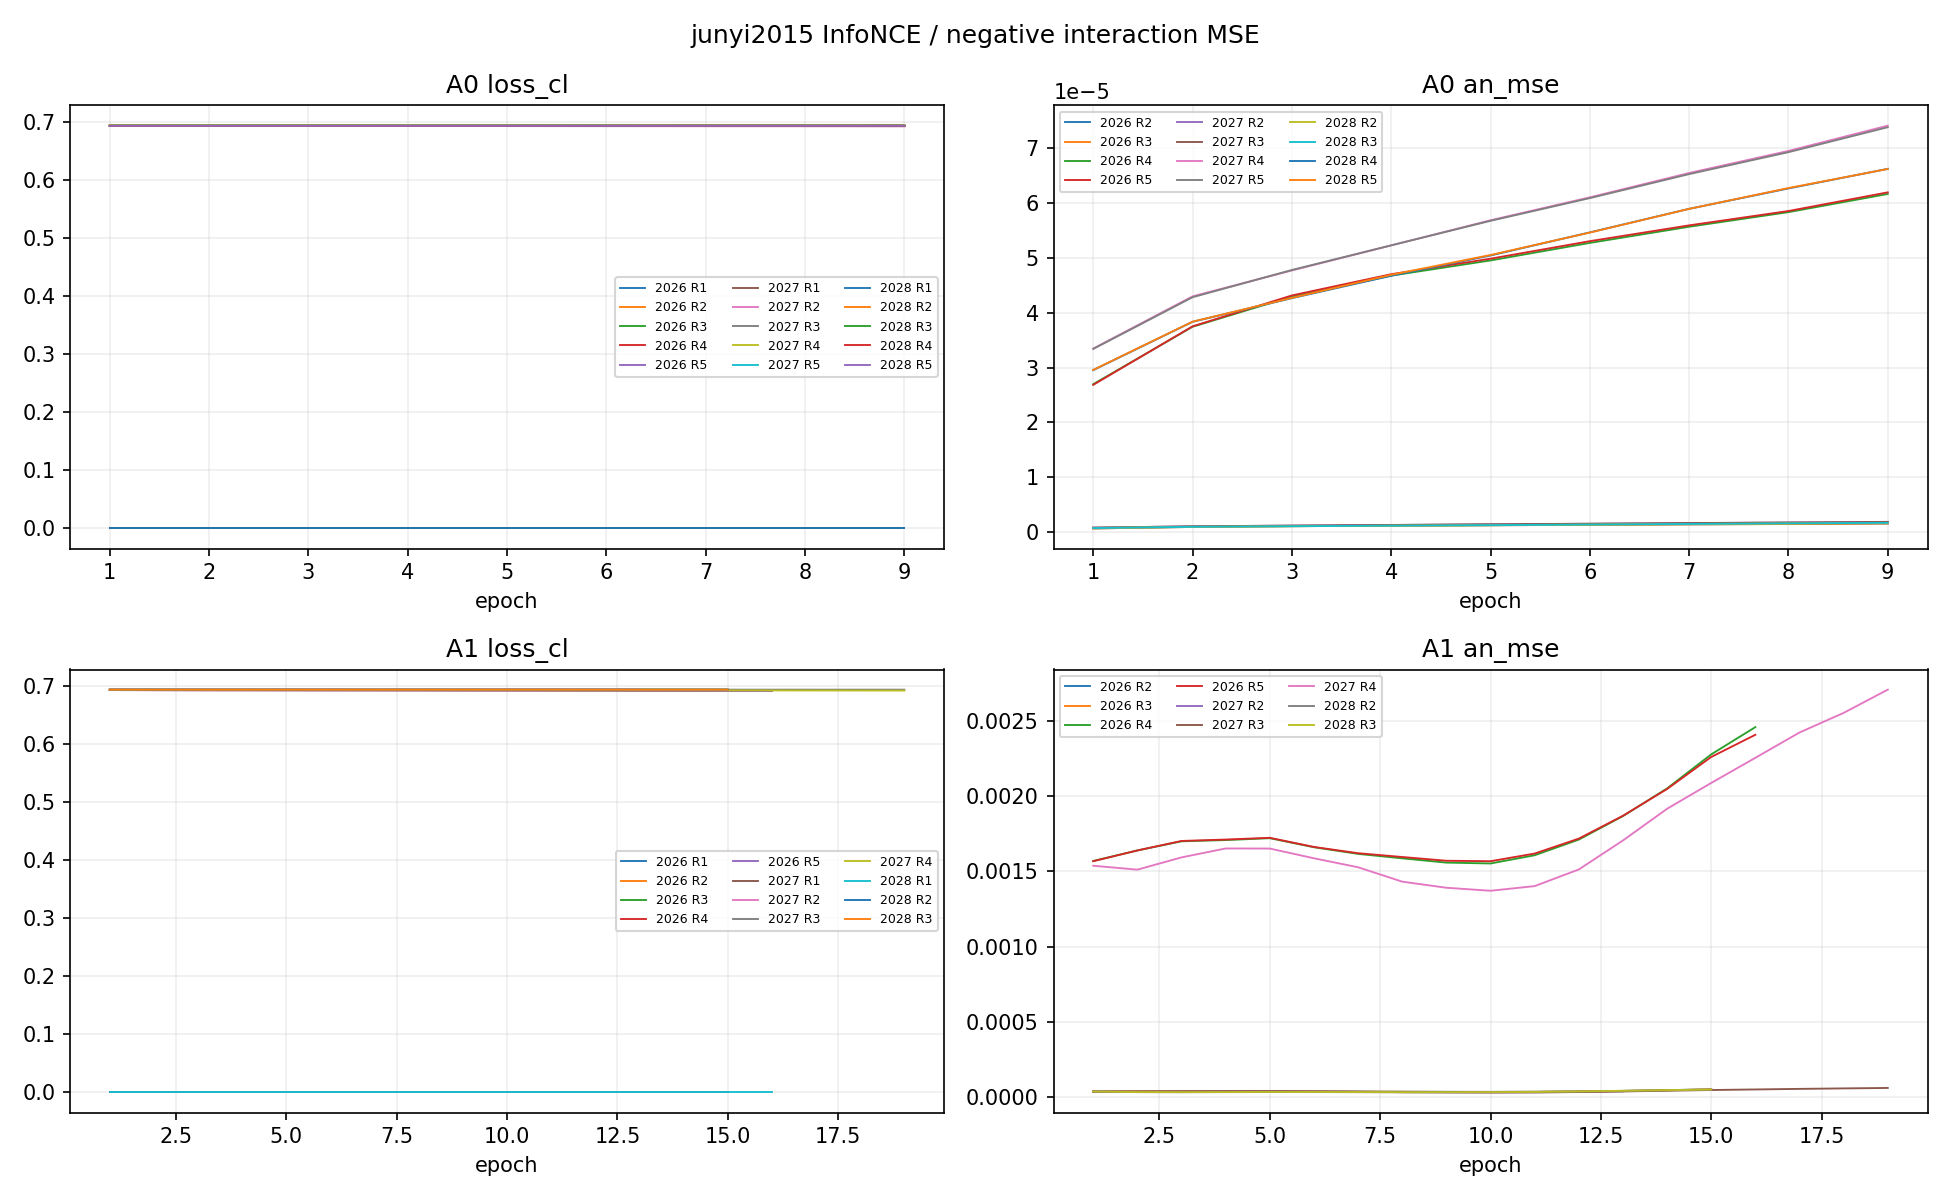 junyi2015 InfoNCE / negative interaction MSE
A0 loss_cl
0.7
0.6
0.5
0.4
0.3
0.2
0.1
0.0
2026 R1 2027 R1 2028 R1
2026 R2 2027 R2 2028 R2
2026 R3 2027 R3 2028 R3
2026 R4 2027 R4 2028 R4
2026 R5 2027 R5 2028 R5
1 2 3 4 5 6 7 8 9
epoch
A0 an_mse
1e−5
7
6
5
4
3
2
1
0
2026 R2 2027 R2 2028 R2
2026 R3 2027 R3 2028 R3
2026 R4 2027 R4 2028 R4
2026 R5 2027 R5 2028 R5
1 2 3 4 5 6 7 8 9
epoch
A1 loss_cl
0.7
0.6
0.5
0.4
0.3
0.2
0.1
0.0
2026 R1 2026 R5 2027 R4
2026 R2 2027 R1 2028 R1
2026 R3 2027 R2 2028 R2
2026 R4 2027 R3 2028 R3
2.5 5.0 7.5 10.0 12.5 15.0 17.5
epoch
A1 an_mse
0.0025
0.0020
0.0015
0.0010
0.0005
0.0000
2026 R2 2026 R5 2027 R4
2026 R3 2027 R2 2028 R2
2026 R4 2027 R3 2028 R3
2.5 5.0 7.5 10.0 12.5 15.0 17.5
epoch